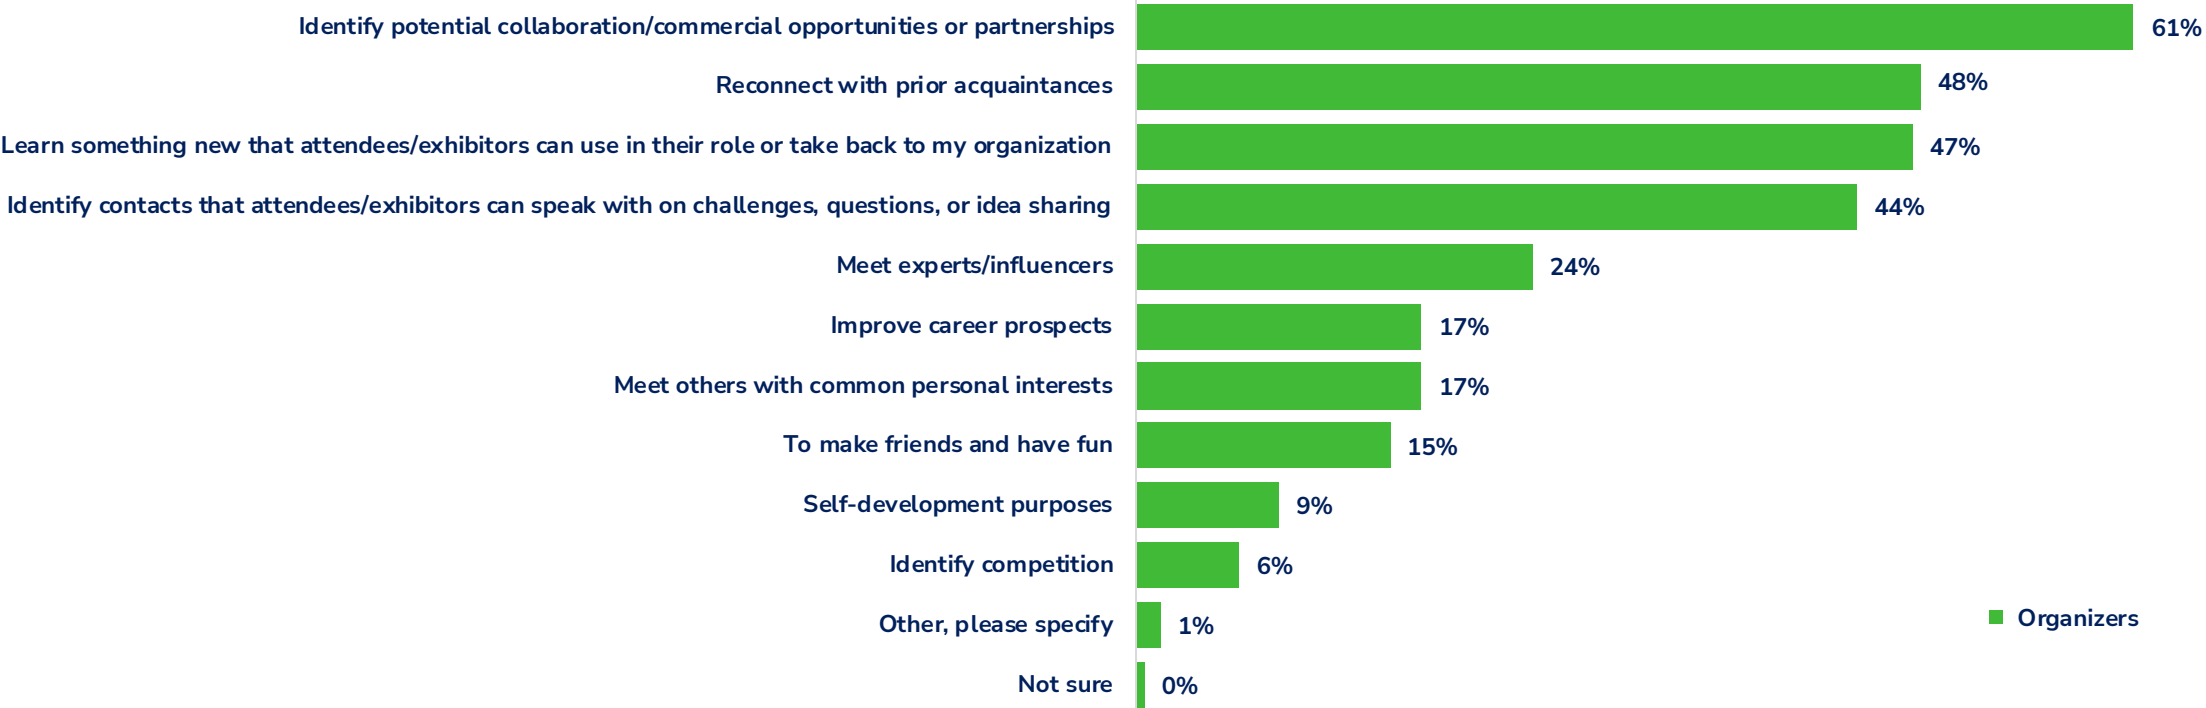 Identify potential collaboration/commercial opportunities or partnerships 61%
Reconnect with prior acquaintances 48%
Learn something new that attendees/exhibitors can use in their role or take back to my organization 47%
Identify contacts that attendees/exhibitors can speak with on challenges, questions, or idea sharing 44%
Meet experts/influencers 24%
Improve career prospects 17%
Meet others with common personal interests 17%
To make friends and have fun 15%
Self-development purposes 9%
Identify competition 6%
Other, please specify 1%
Organizers
Not sure 0%